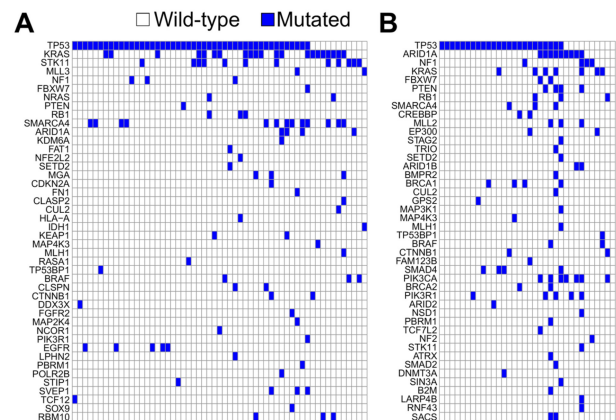 A
Wild-type
Mutated
B
TP53
KRAS
STK11
MLL3
NF1
FBXW7
NRAS
PTEN
RB1
SMARCA4
ARID1A
KDM6A
FAT1
NFE2L2
SETD2
MGA
CDKN2A
FN1
CLASP2
CUL2
HLA-A
IDH1
KEAP1
MAP4K3
MLH1
RASA1
TP53BP1
BRAF
CLSPN
CTNNB1
DDX3X
FGFR2
MAP2K4
NCOR1
PIK3R1
EGFR
LPHN2
PBRM1
POLR2B
STIP1
SVEP1
TCF12
SOX9
RBM10
TP53
ARID1A
NF1
KRAS
FBXW7
PTEN
RB1
SMARCA4
CREBBP
MLL2
EP300
STAG2
TRIO
SETD2
ARID1B
BMPR2
BRCA1
CUL2
GPS2
MAP3K1
MAP4K3
MLH1
TP53BP1
BRAF
CTNNB1
FAM123B
SMAD4
PIK3CA
BRCA2
PIK3R1
ARID2
NSD1
PBRM1
TCF7L2
NF2
STK11
ATRX
SMAD2
DNMT3A
SIN3A
B2M
LARP4B
RNF43
SACS